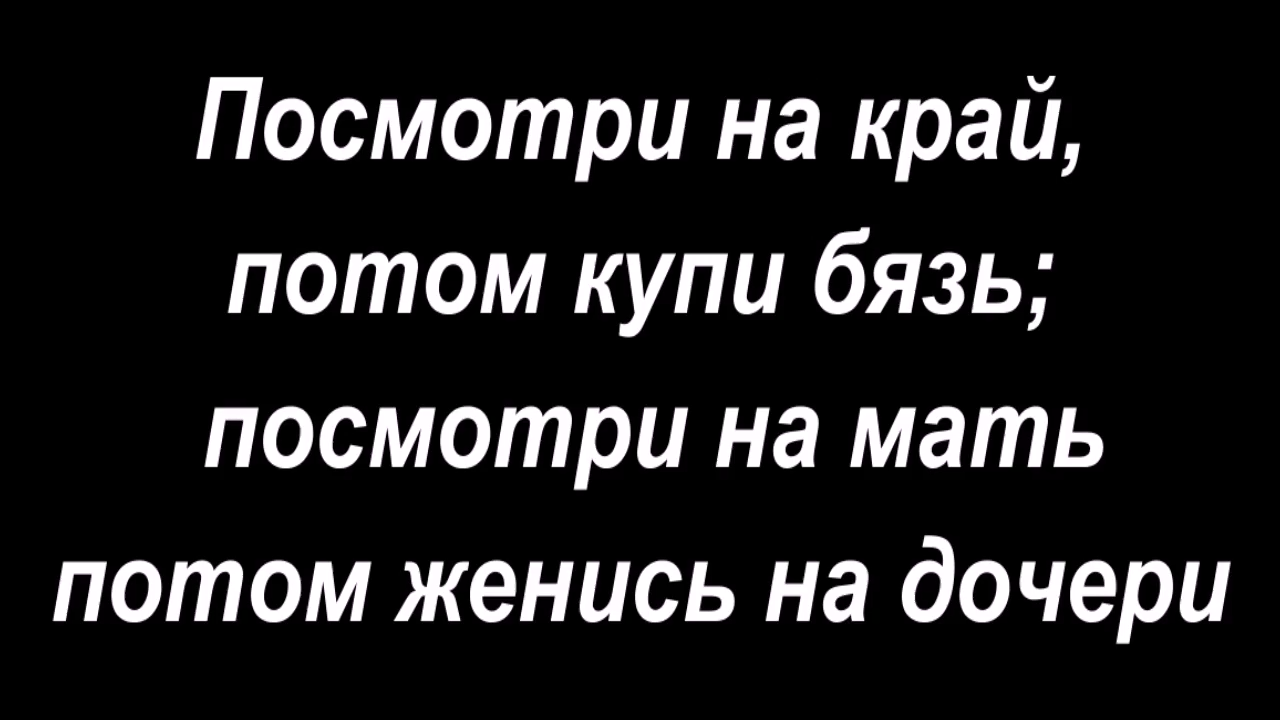 Посмотри на край,
потом купи бязь;
посмотри на мать
потом женись на дочери